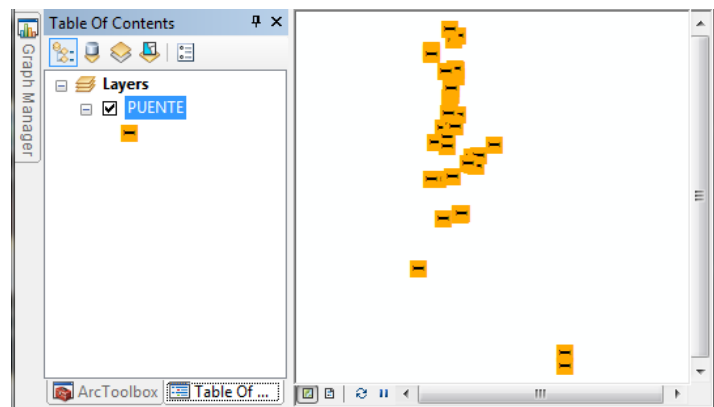 Table Of Contents
Graph Manager
Layers
PUENTE
ArcToolbox
Table Of ...